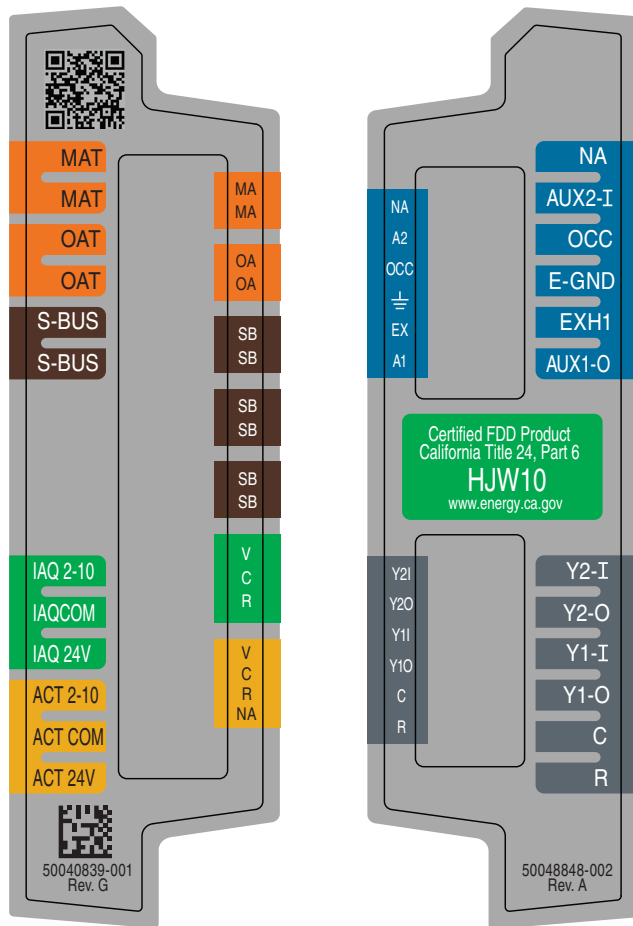 MAT
MAT
OAT
OAT
S-BUS
S-BUS
IAQ 2-10
IAQCOM
IAQ 24V
ACT 2-10
ACT COM
ACT 24V
MA
MA
OA
OA
SB
SB
SB
SB
SB
SB
V
C
R
V
C
R
NA
50040839-001
Rev. G
NA
A2
OCC
EX
A1
NA
AUX2-I
OCC
E-GND
EXH1
AUX1-O
Certified FDD Product
California Title 24, Part 6
HJW10
www.energy.ca.gov
Y2I
Y2O
Y1I
Y1O
C
R
Y2-I
Y2-O
Y1-I
Y1-O
C
R
50048848-002
Rev. A